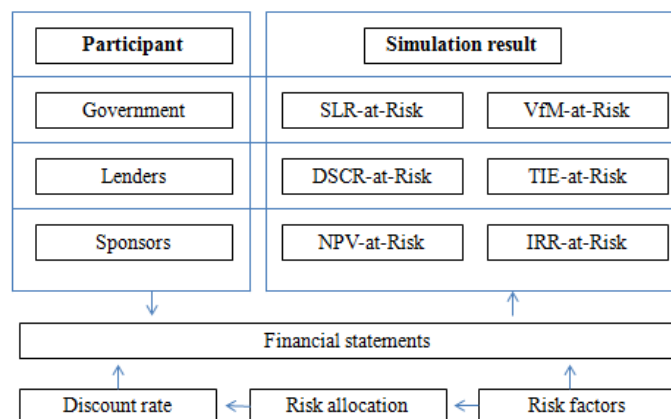 Participant
Simulation result
Government
SLR-at-Risk
VfM-at-Risk
Lenders
DSCR-at-Risk
TIE-at-Risk
Sponsors
NPV-at-Risk
IRR-at-Risk
Financial statements
Discount rate
Risk allocation
Risk factors